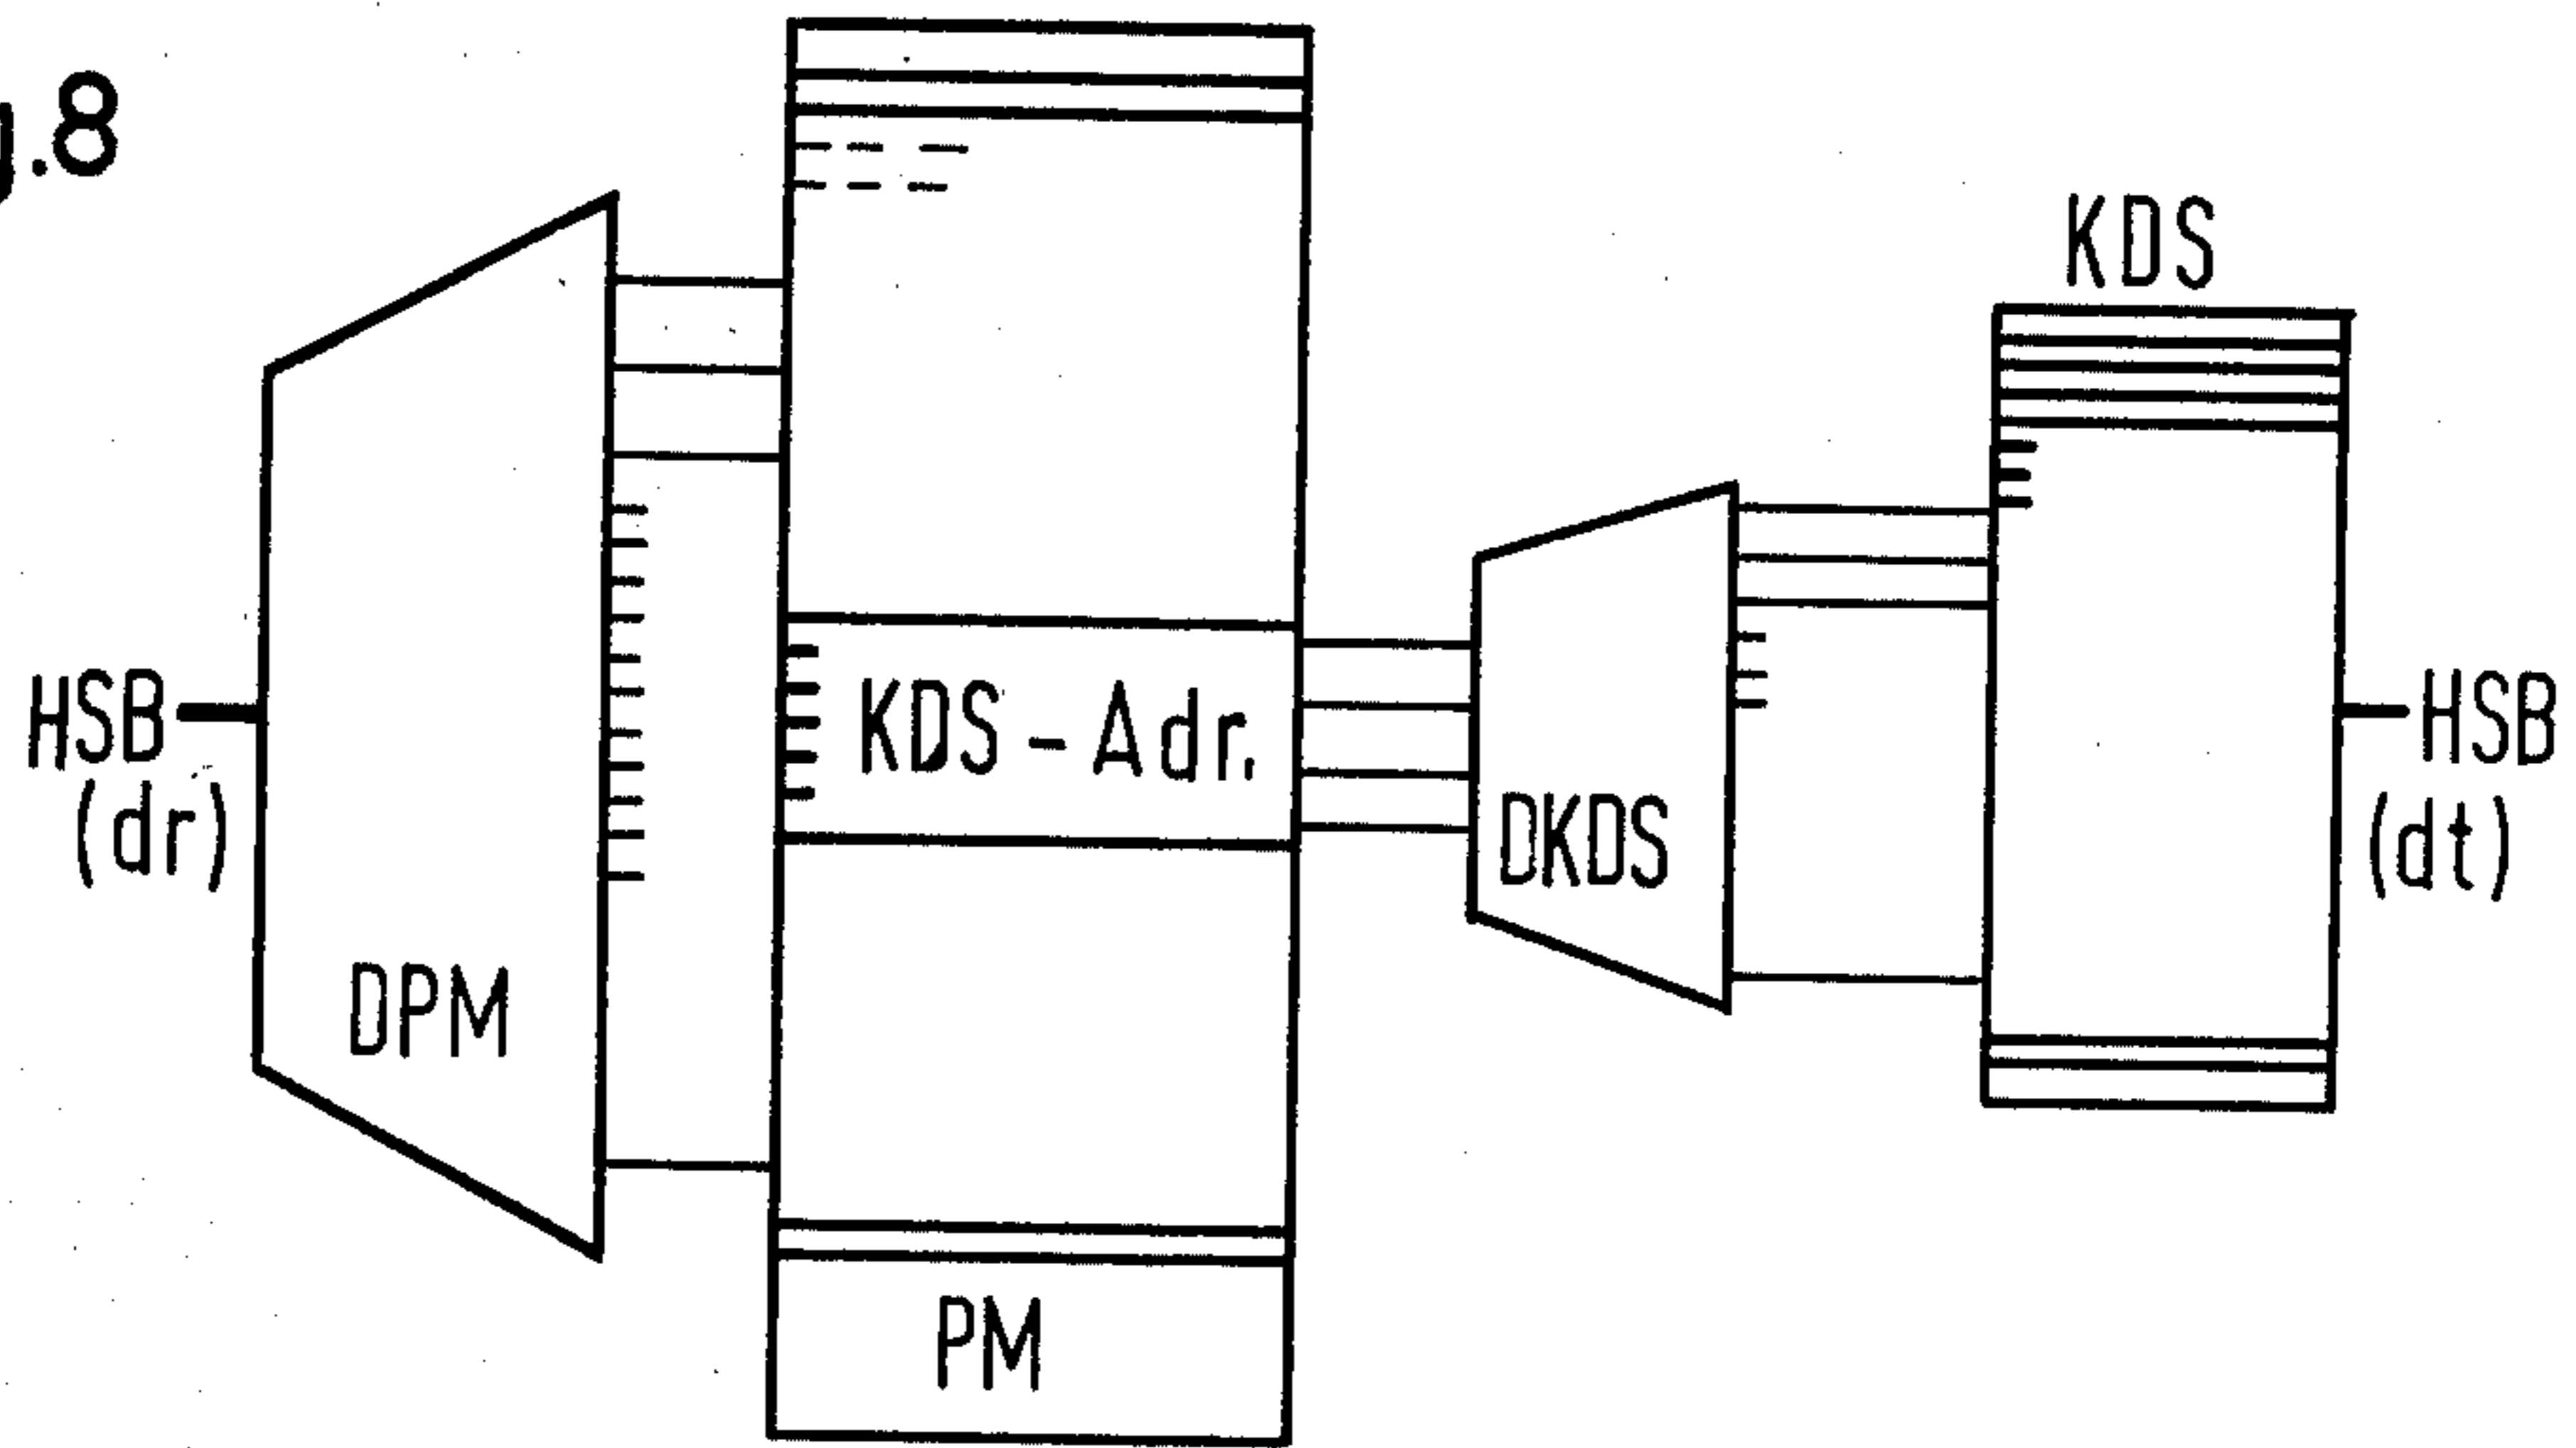 g.8
KDS
HSB
(dr)
KDS - Adr.
DKDS
HSB
(dt)
DPM
PM